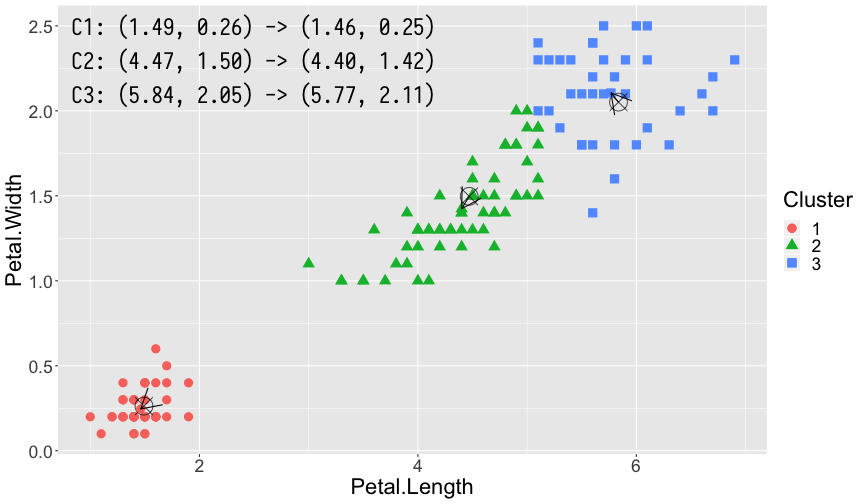 C1: (1.49, 0.26) -> (1.46, 0.25)
C2: (4.47, 1.50) -> (4.40, 1.42)
C3: (5.84, 2.05) -> (5.77, 2.11)
2.5
2.0
1.5
1.0
0.5
0.0
Petal.Width
2 4 6
Petal.Length
Cluster
1
2
3